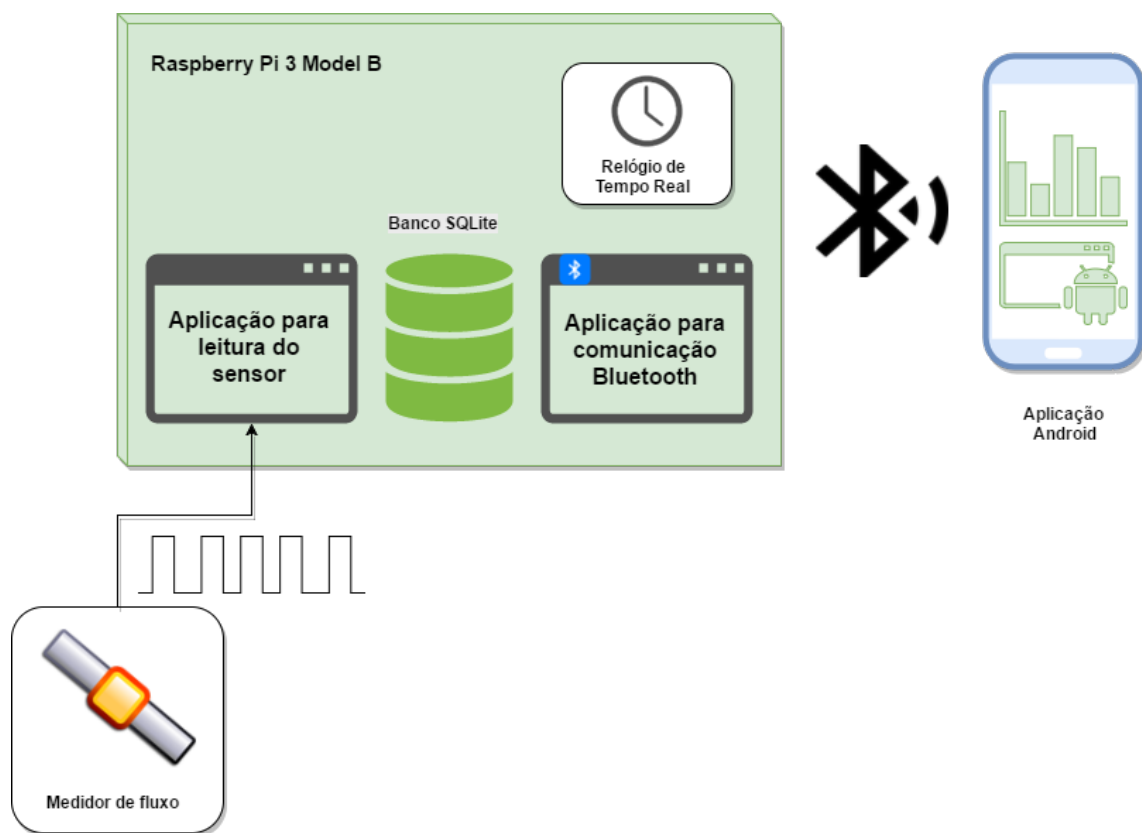 Raspberry Pi 3 Model B
Relógio de
Tempo Real
Banco SQLite
Aplicação para
leitura do
sensor
Aplicação para
comunicação
Bluetooth
Aplicação
Android
Medidor de fluxo